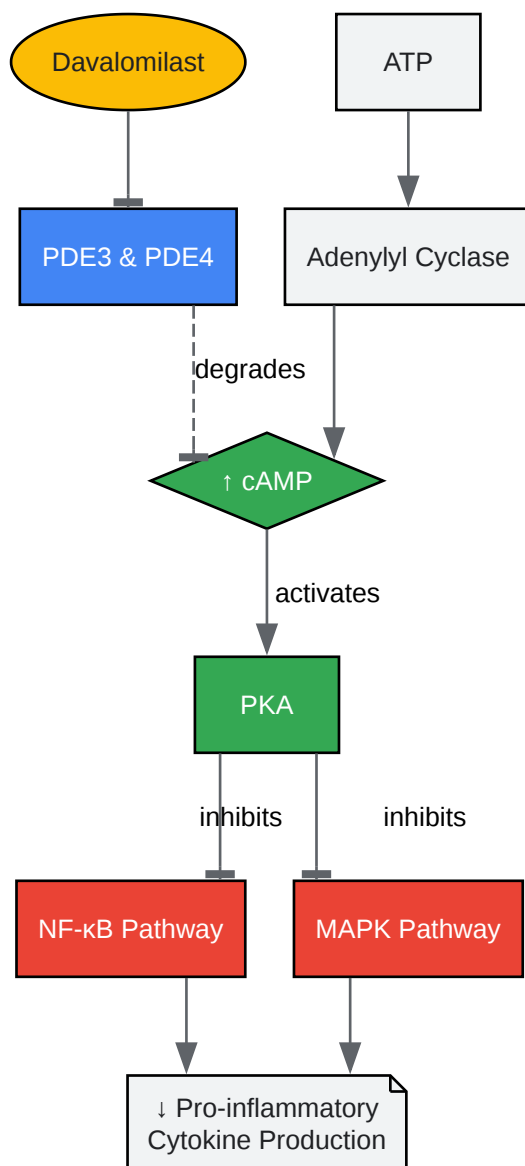 Davalomilast
ATP
PDE3 & PDE4
Adenylyl Cyclase
degrades
↑ cAMP
activates
PKA
inhibits
inhibits
NF-κB Pathway
MAPK Pathway
↓ Pro-inflammatory
Cytokine Production